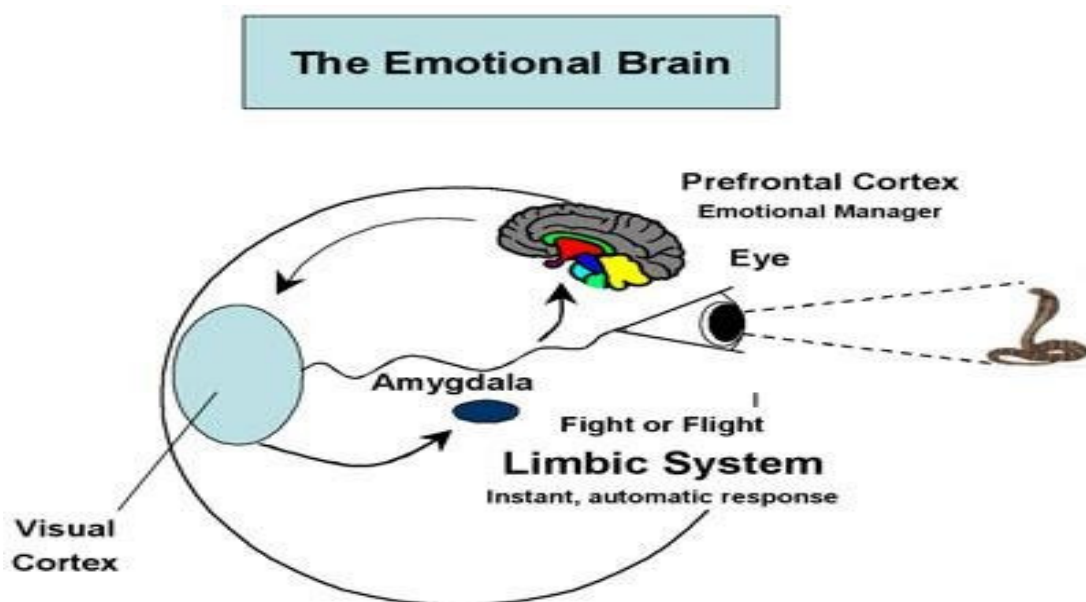 The Emotional Brain
Prefrontal Cortex
Emotional Manager
Eye
Amygdala
Fight or Flight
Limbic System
Instant, automatic response
Visual
Cortex